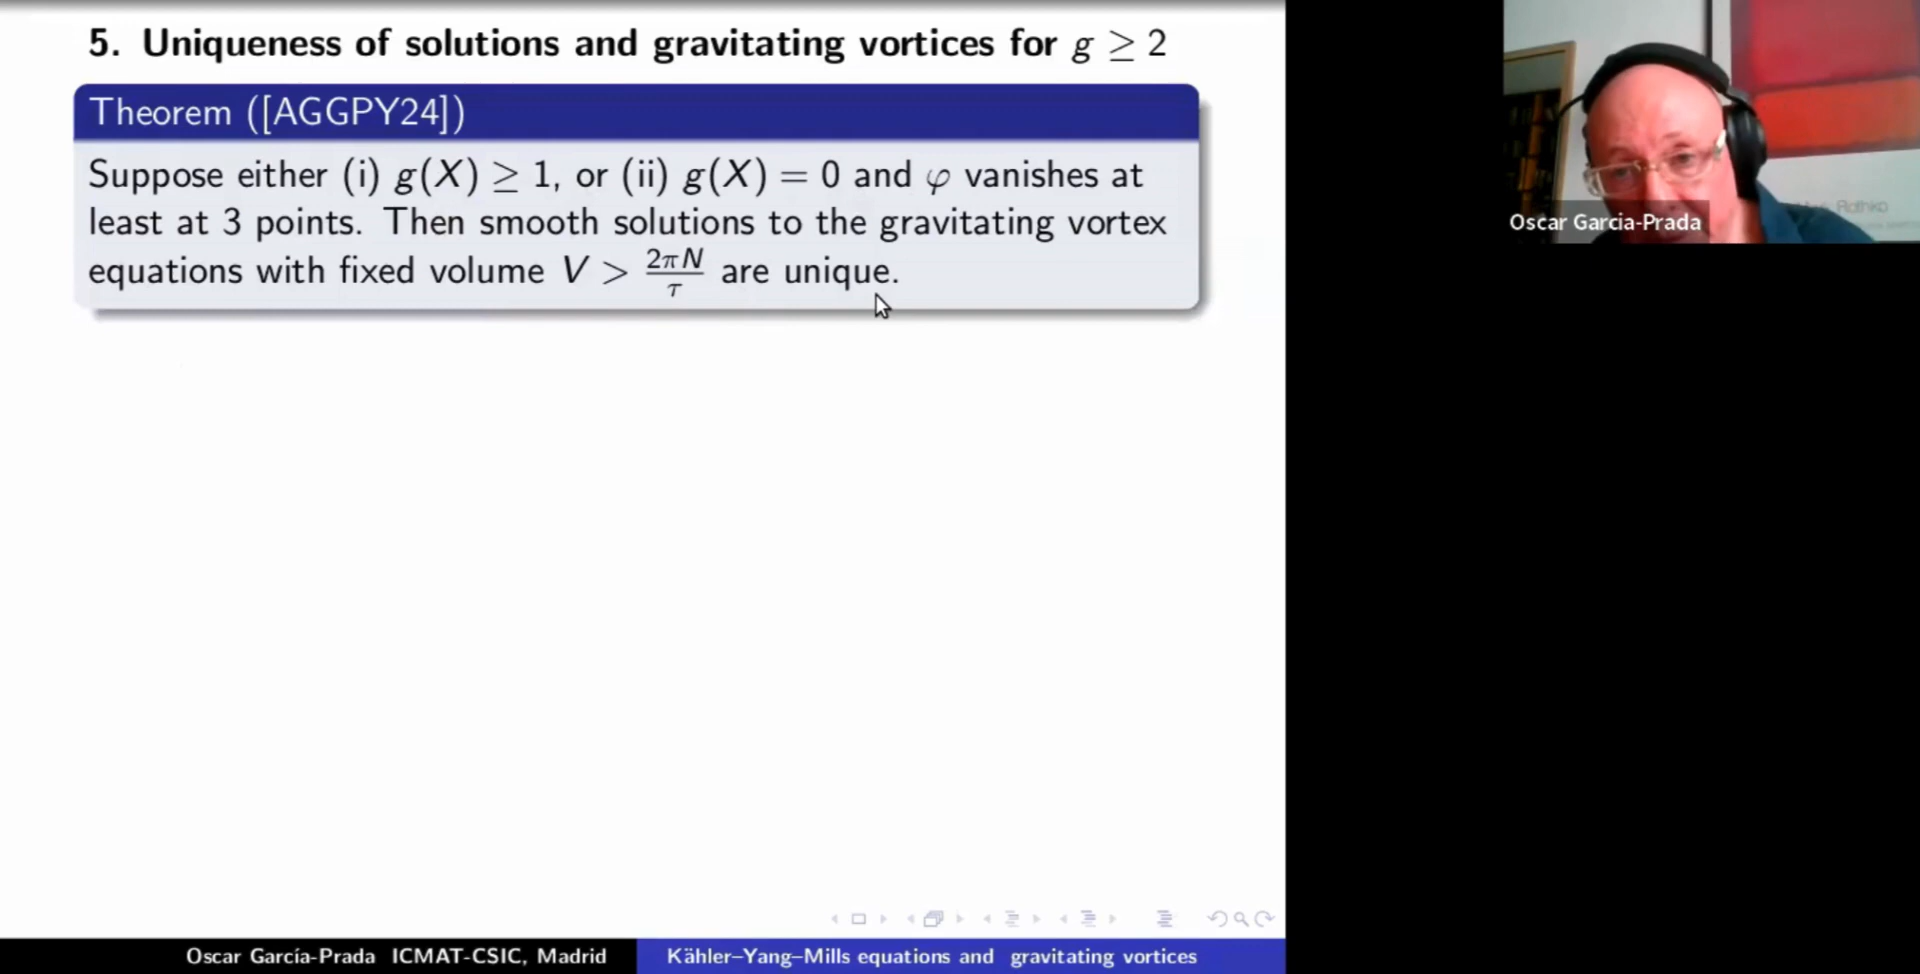 5. Uniqueness of solutions and gravitating vortices for g ≥ 2
Theorem ([AGGPY24])
Suppose either (i) g(X) ≥ 1, or (ii) g(X) = 0 and φ vanishes at
least at 3 points. Then smooth solutions to the gravitating vortex
equations with fixed volume V > 2πN/τ are unique.
Oscar García-Prada ICMAT-CSIC, Madrid
Kähler–Yang–Mills equations and gravitating vortices
Rothko
Oscar Garcia-Prada